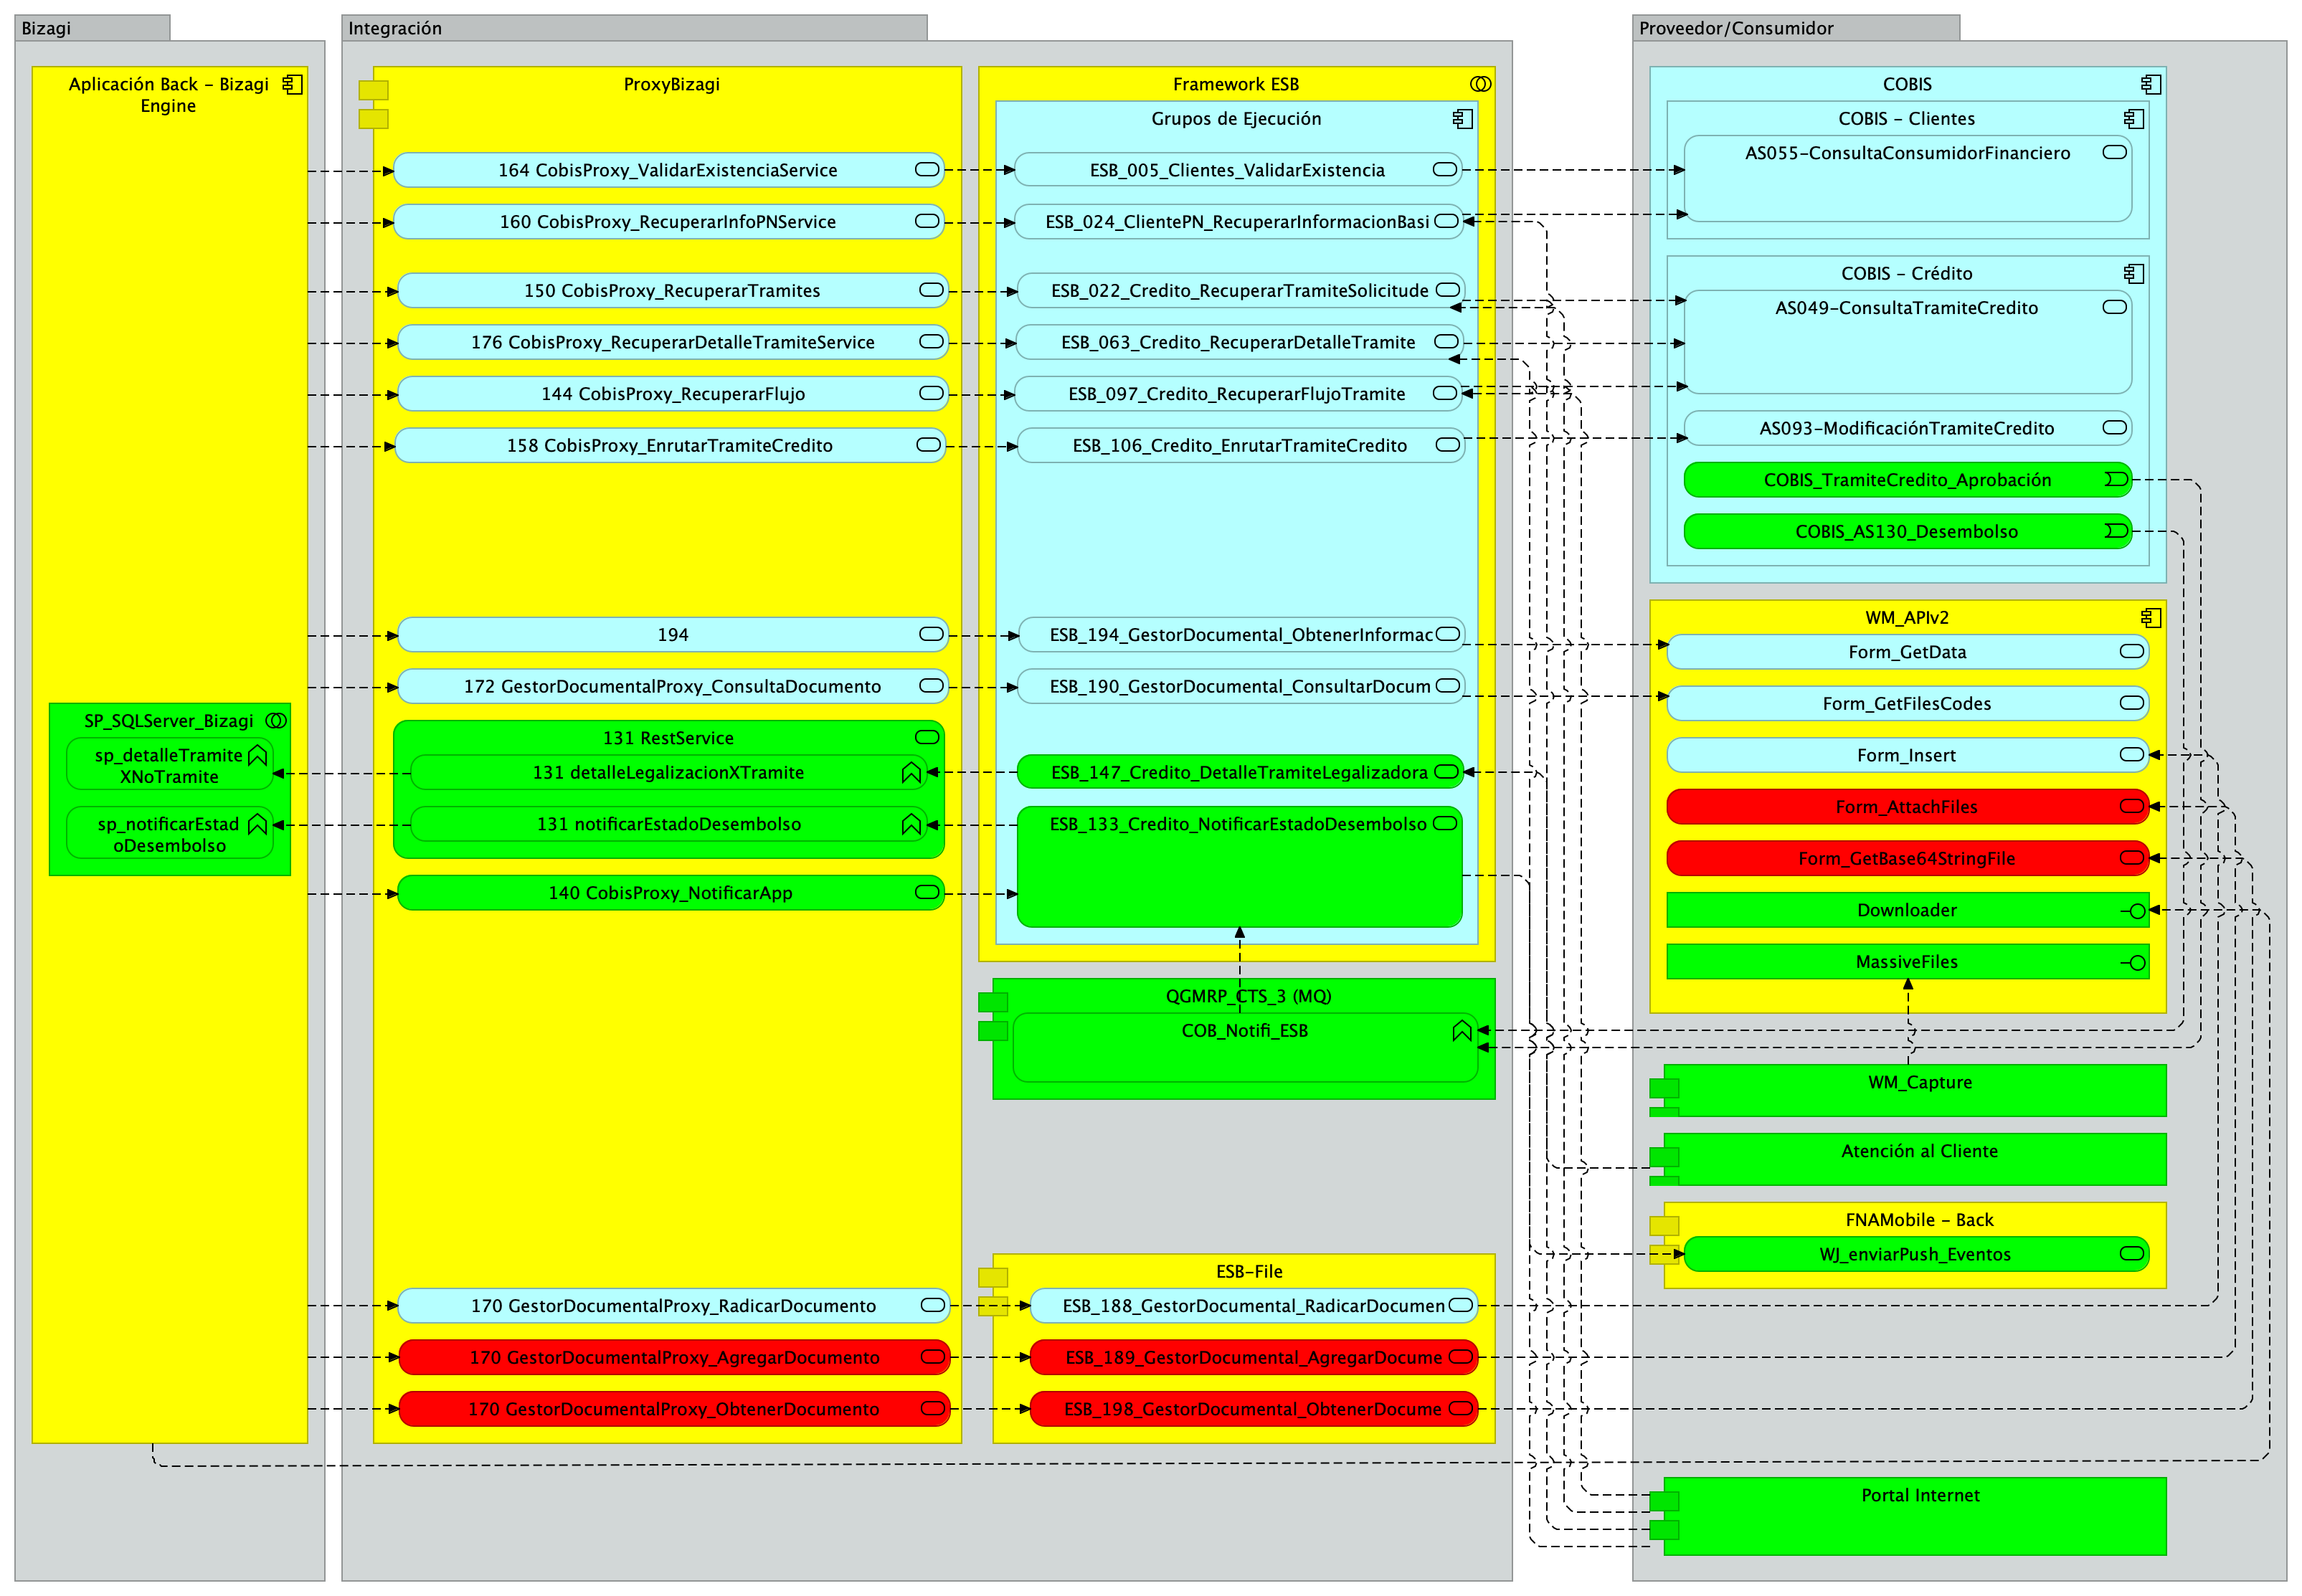 Bizagi
Aplicación Back - Bizagi
Engine
SP_SQLServer_Bizagi
sp_detalleTramite
XNoTramite
sp_notificarEstad
oDesembolso
Integración
ProxyBizagi
164 CobisProxy_ValidarExistenciaService
160 CobisProxy_RecuperarInfoPNService
150 CobisProxy_RecuperarTramites
176 CobisProxy_RecuperarDetalleTramiteService
144 CobisProxy_RecuperarFlujo
158 CobisProxy_EnrutarTramiteCredito
194
172 GestorDocumentalProxy_ConsultaDocumento
131 RestService
131 detalleLegalizacionXTramite
131 notificarEstadoDesembolso
140 CobisProxy_NotificarApp
170 GestorDocumentalProxy_RadicarDocumento
170 GestorDocumentalProxy_AgregarDocumento
170 GestorDocumentalProxy_ObtenerDocumento
Framework ESB
Grupos de Ejecución
ESB_005_Clientes_ValidarExistencia
ESB_024_ClientePN_RecuperarInformacionBasi
ESB_022_Credito_RecuperarTramiteSolicitude
ESB_063_Credito_RecuperarDetalleTramite
ESB_097_Credito_RecuperarFlujoTramite
ESB_106_Credito_EnrutarTramiteCredito
ESB_194_GestorDocumental_ObtenerInformac
ESB_190_GestorDocumental_ConsultarDocum
ESB_147_Credito_DetalleTramiteLegalizadora
ESB_133_Credito_NotificarEstadoDesembolso
QGMRP_CTS_3 (MQ)
COB_Notifi_ESB
ESB-File
ESB_188_GestorDocumental_RadicarDocumen
ESB_189_GestorDocumental_AgregarDocume
ESB_198_GestorDocumental_ObtenerDocume
Proveedor/Consumidor
COBIS
COBIS - Clientes
AS055-ConsultaConsumidorFinanciero
COBIS - Crédito
AS049-ConsultaTramiteCredito
AS093-ModificaciónTramiteCredito
COBIS_TramiteCredito_Aprobación
COBIS_AS130_Desembolso
WM_APIv2
Form_GetData
Form_GetFilesCodes
Form_Insert
Form_AttachFiles
Form_GetBase64StringFile
Downloader
MassiveFiles
WM_Capture
Atención al Cliente
FNAMobile - Back
WJ_enviarPush_Eventos
Portal Internet